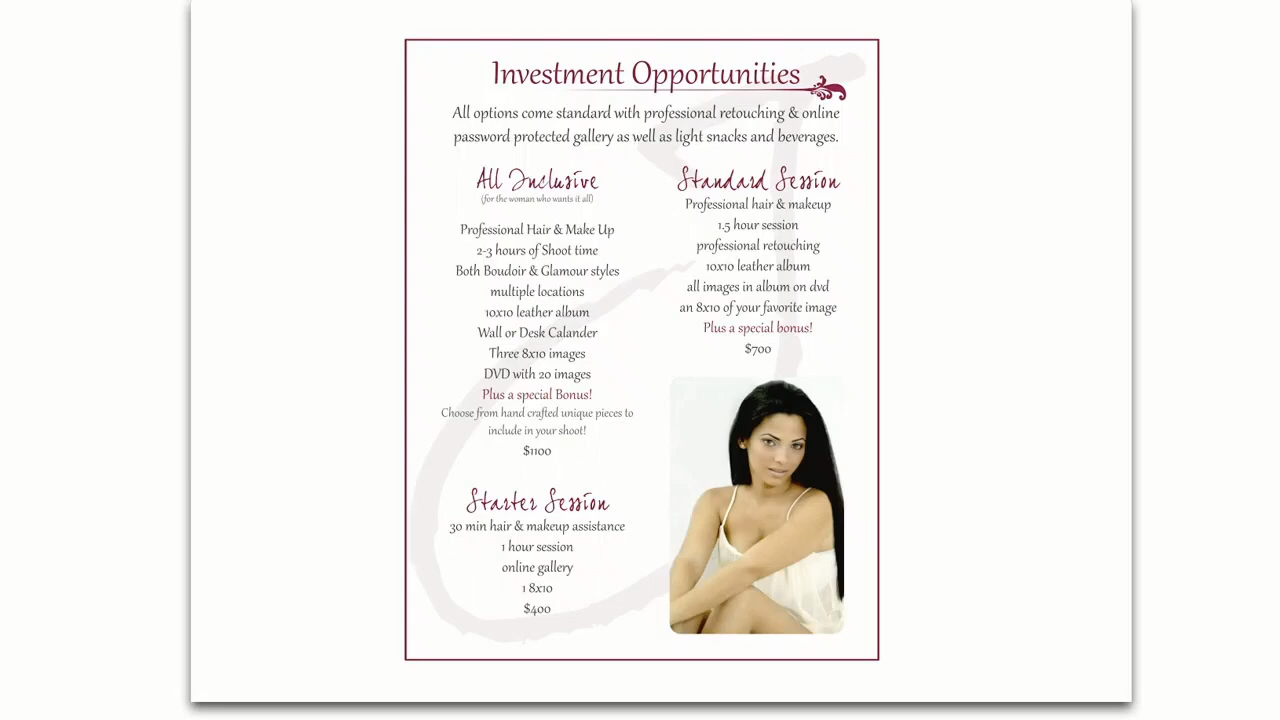 Investment Opportunities
All options come standard with professional retouching & online
password protected gallery as well as light snacks and beverages.
All Inclusive
(for the woman who wants it all)
Professional Hair & Make Up
2-3 hours of Shoot time
Both Boudoir & Glamour styles
multiple locations
10x10 leather album
Wall or Desk Calander
Three 8x10 images
DVD with 20 images
Plus a special Bonus!
Choose from hand crafted unique pieces to
include in your shoot!
$1100
Starter Session
30 min hair & makeup assistance
1 hour session
online gallery
1 8x10
$400
Standard Session
Professional hair & makeup
1.5 hour session
professional retouching
10x10 leather album
all images in album on dvd
an 8x10 of your favorite image
Plus a special bonus!
$700